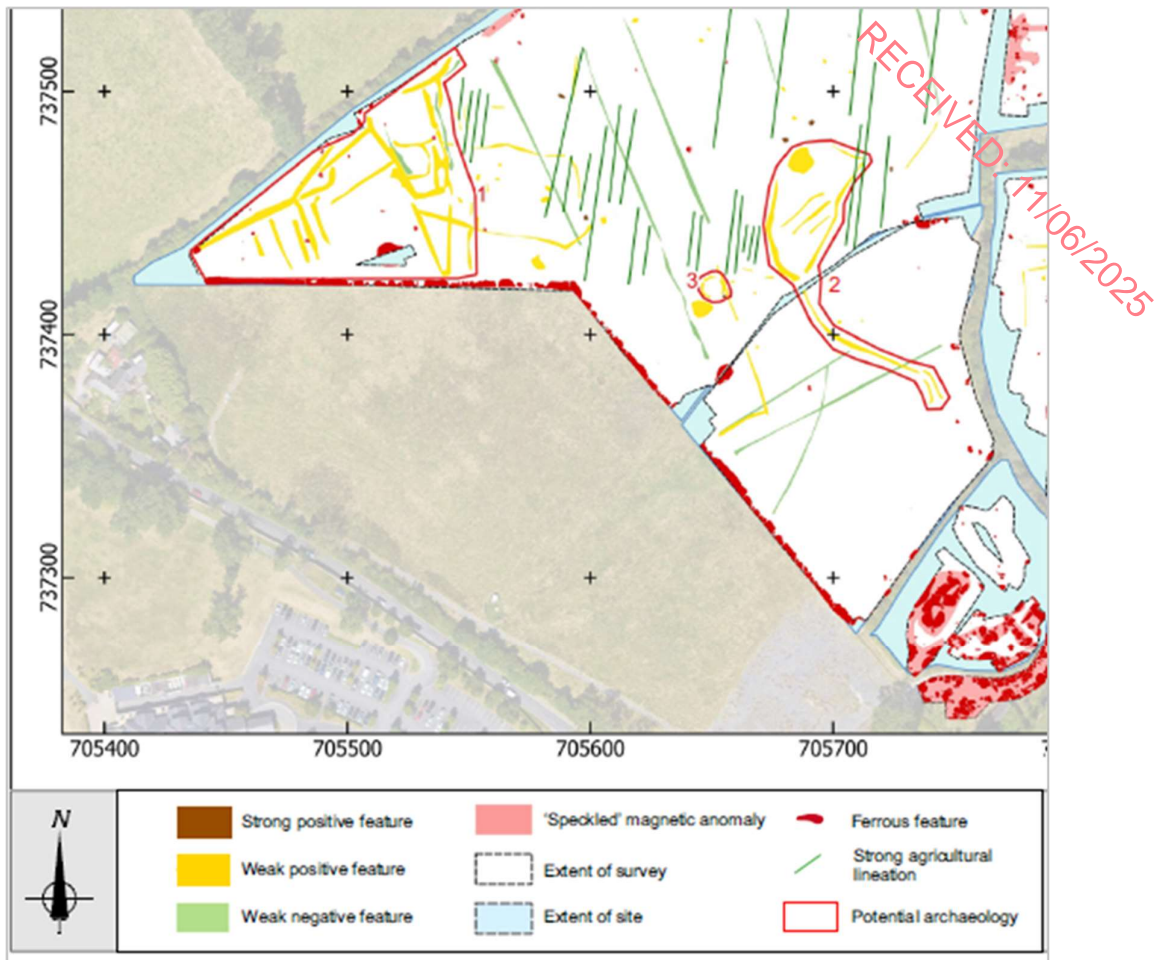 RECEIVED: 11/06/2025
737500
737400
737300
1
2
3
705400
705500
705600
705700
N
Strong positive feature
Weak positive feature
Weak negative feature
'Speckled' magnetic anomaly
Extent of survey
Extent of site
Ferrous feature
Strong agricultural
lineation
Potential archaeology